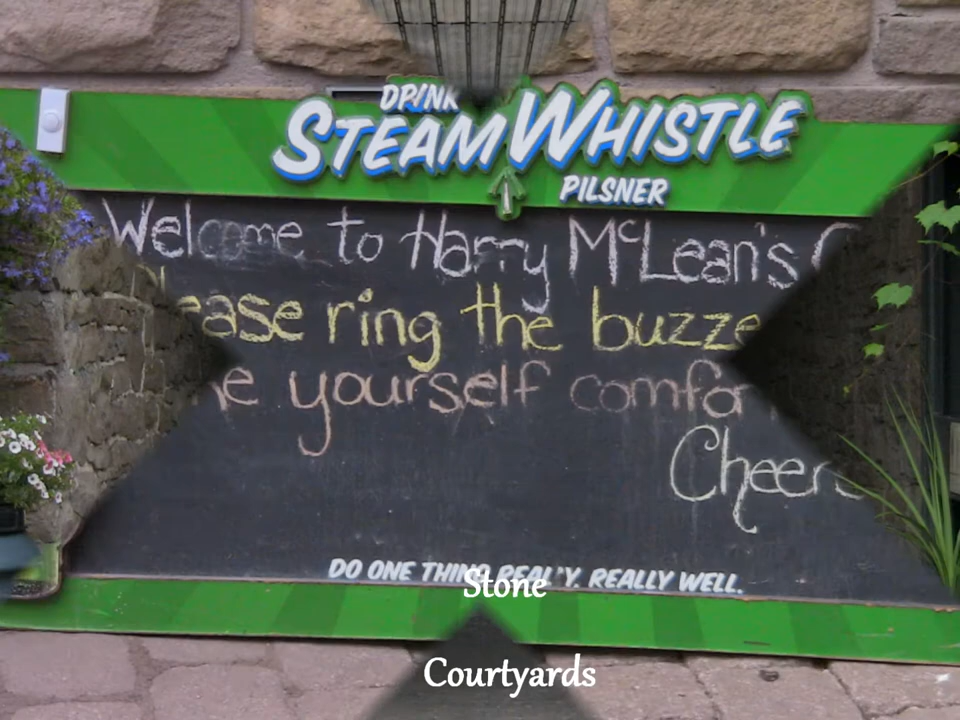 DRINK
STEAM WHISTLE
PILSNER
Welcome to Harry McLean's
ease ring the buzze
e yourself comfor
Cheers
DO ONE THING REALLY. REALLY WELL.
Stone
Courtyards